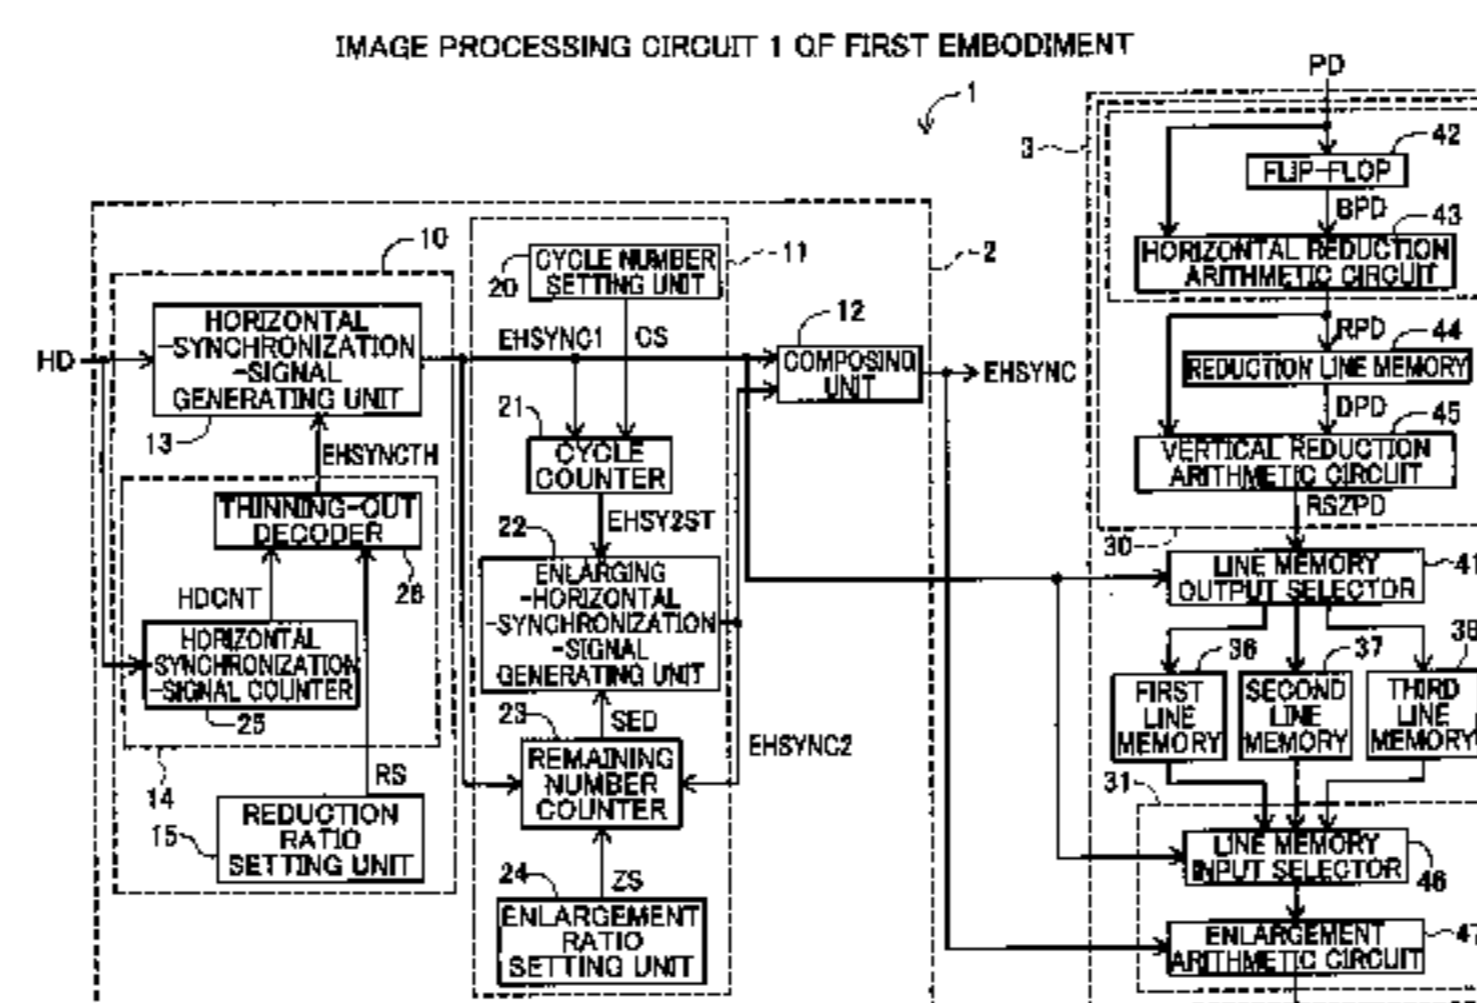 IMAGE PROCESSING CIRCUIT 1 OF FIRST EMBODIMENT
1
2
10
HD
HORIZONTAL
-SYNCHRONIZATION
-SIGNAL
GENERATING UNIT
13
EHSYNCTH
THINNING-OUT
DECODER
26
HDCNT
HORIZONTAL
-SYNCHRONIZATION
-SIGNAL COUNTER
25
14
RS
REDUCTION
RATIO
SETTING UNIT
15
11
CYCLE NUMBER
SETTING UNIT
20
EHSYNC1
CS
21
CYCLE
COUNTER
EHSY2ST
22
ENLARGING
-HORIZONTAL
-SYNCHRONIZATION
-SIGNAL
GENERATING UNIT
23
SED
REMAINING
NUMBER
COUNTER
EHSYNC2
24
ZS
ENLARGEMENT
RATIO
SETTING UNIT
12
COMPOSING
UNIT
EHSYNC
PD
3
42
FLIP-FLOP
BPD
43
HORIZONTAL REDUCTION
ARITHMETIC CIRCUIT
RPD
44
REDUCTION LINE MEMORY
DPD
45
VERTICAL REDUCTION
ARITHMETIC CIRCUIT
RSZPD
30
LINE MEMORY
OUTPUT SELECTOR
41
36
FIRST
LINE
MEMORY
37
SECOND
LINE
MEMORY
38
THIRD
LINE
MEMORY
31
LINE MEMORY
INPUT SELECTOR
46
ENLARGEMENT
ARITHMETIC CIRCUIT
47